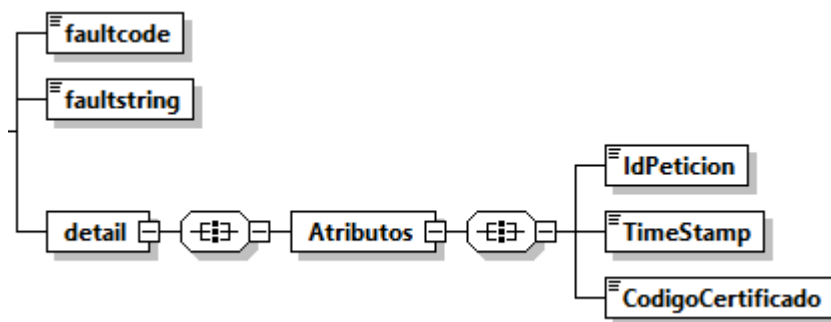 faultcode
faultstring
detail
Atributos
IdPeticion
TimeStamp
CodigoCertificado